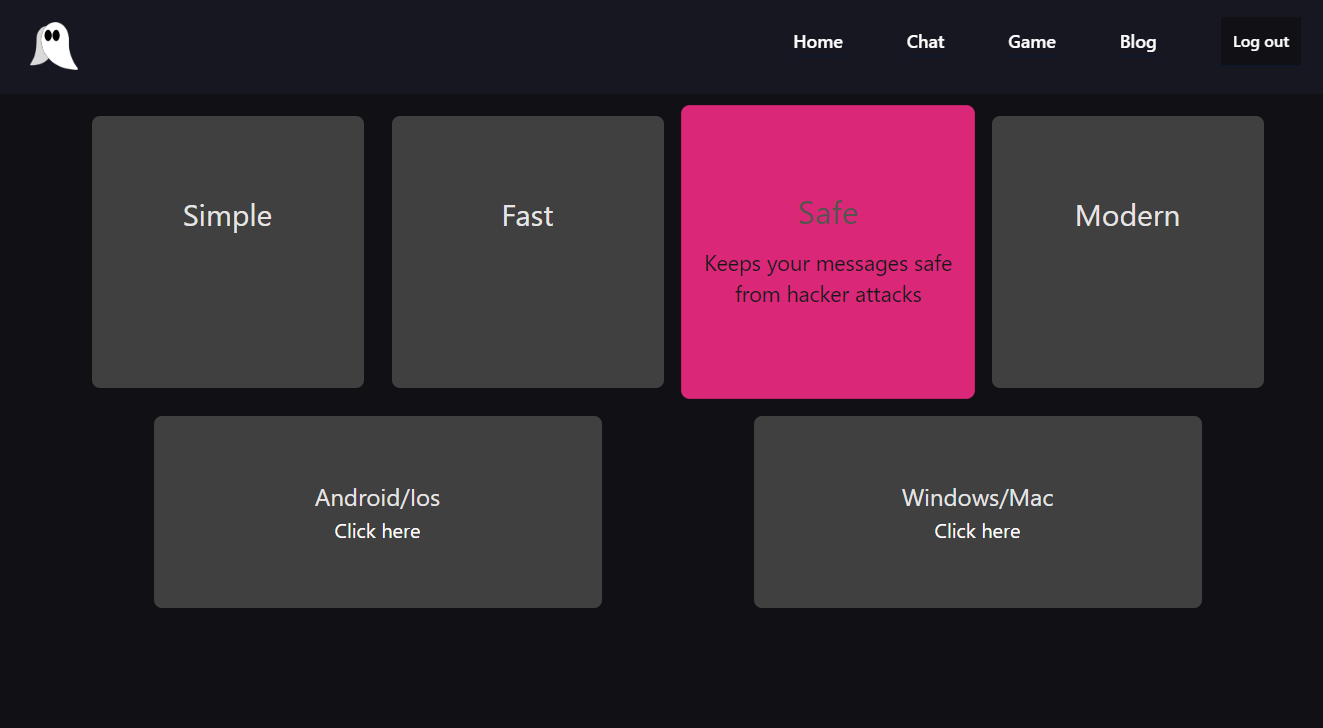 Home Chat Game Blog Log out
Simple
Fast
Safe
Keeps your messages safe
from hacker attacks
Modern
Android/Ios
Click here
Windows/Mac
Click here